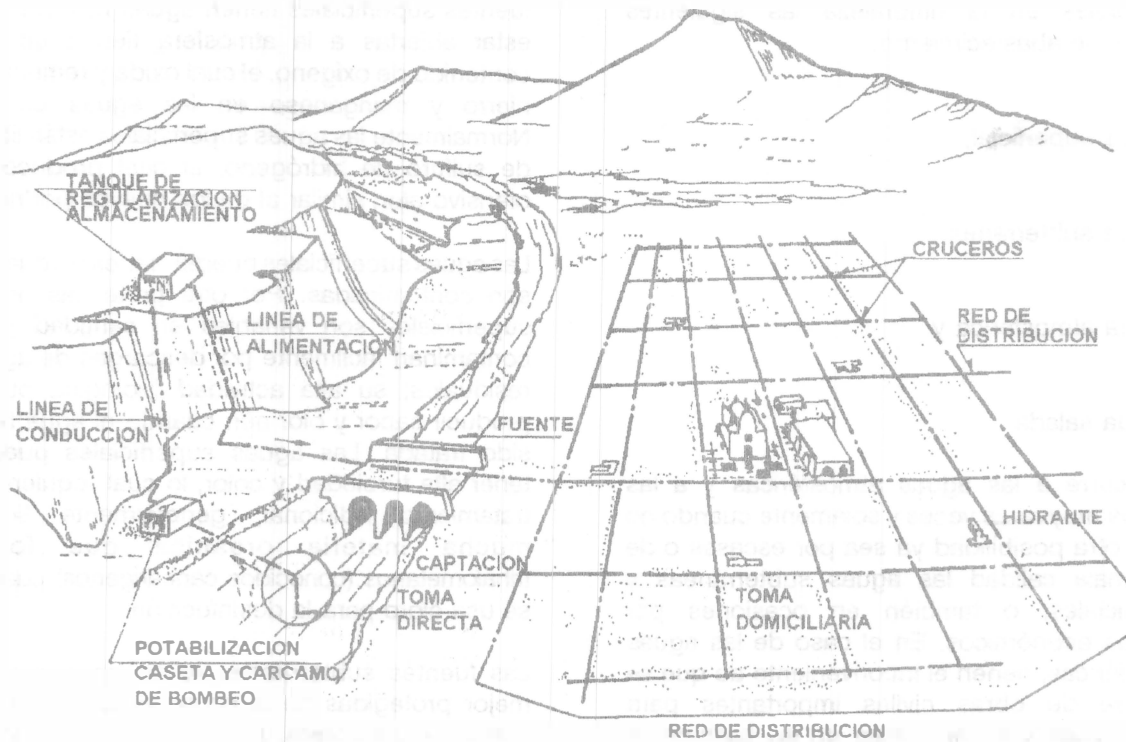 TANQUE DE
REGULARIZACION
ALMACENAMIENTO
CRUCEROS
LINEA DE
ALIMENTACION
RED DE
DISTRIBUCION
LINEA DE
CONDUCCION
FUENTE
HIDRANTE
CAPTACION
TOMA
DIRECTA
TOMA
DOMICILIARIA
POTABILIZACION
CASETA Y CARCAMO
DE BOMBEO
RED DE DISTRIBUCION